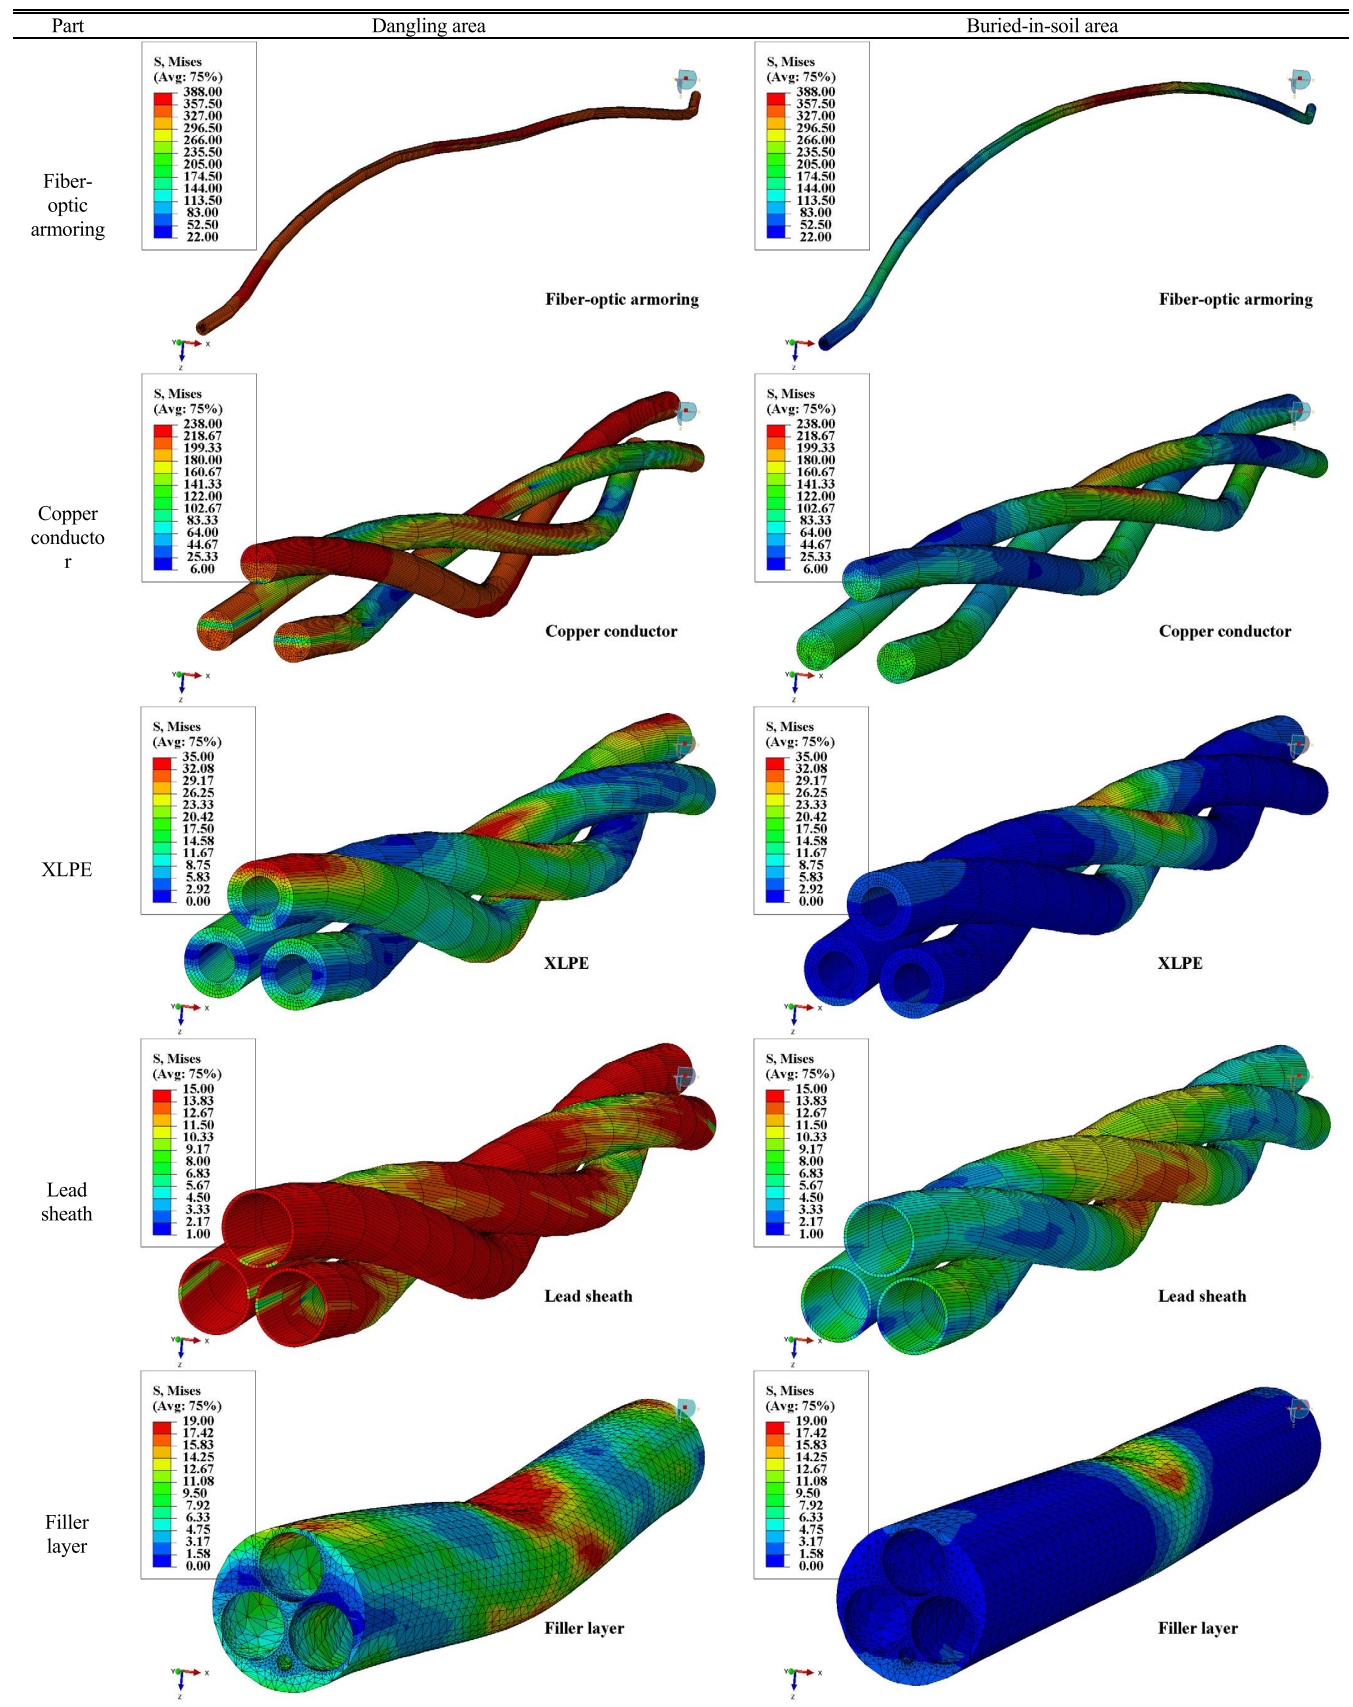 Part Dangling area Buried-in-soil area
Fiber-
optic
armoring
S, Mises
(Avg: 75%)
388.00
357.50
327.00
296.50
266.00
235.50
205.00
174.50
144.00
113.50
83.00
52.50
22.00
Fiber-optic armoring
Y X
Z
S, Mises
(Avg: 75%)
388.00
357.50
327.00
296.50
266.00
235.50
205.00
174.50
144.00
113.50
83.00
52.50
22.00
Fiber-optic armoring
Y X
Z
Copper
conducto
r
S, Mises
(Avg: 75%)
238.00
218.67
199.33
180.00
160.67
141.33
122.00
102.67
83.33
64.00
44.67
25.33
6.00
Copper conductor
Y X
Z
S, Mises
(Avg: 75%)
238.00
218.67
199.33
180.00
160.67
141.33
122.00
102.67
83.33
64.00
44.67
25.33
6.00
Copper conductor
Y X
Z
XLPE
S, Mises
(Avg: 75%)
35.00
32.08
29.17
26.25
23.33
20.42
17.50
14.58
11.67
8.75
5.83
2.92
0.00
XLPE
Y X
Z
S, Mises
(Avg: 75%)
35.00
32.08
29.17
26.25
23.33
20.42
17.50
14.58
11.67
8.75
5.83
2.92
0.00
XLPE
Y X
Z
Lead
sheath
S, Mises
(Avg: 75%)
15.00
13.83
12.67
11.50
10.33
9.17
8.00
6.83
5.67
4.50
3.33
2.17
1.00
Lead sheath
Y X
Z
S, Mises
(Avg: 75%)
15.00
13.83
12.67
11.50
10.33
9.17
8.00
6.83
5.67
4.50
3.33
2.17
1.00
Lead sheath
Y X
Z
Filler
layer
S, Mises
(Avg: 75%)
19.00
17.42
15.83
14.25
12.67
11.08
9.50
7.92
6.33
4.75
3.17
1.58
0.00
Filler layer
Y X
Z
S, Mises
(Avg: 75%)
19.00
17.42
15.83
14.25
12.67
11.08
9.50
7.92
6.33
4.75
3.17
1.58
0.00
Filler layer
Y X
Z